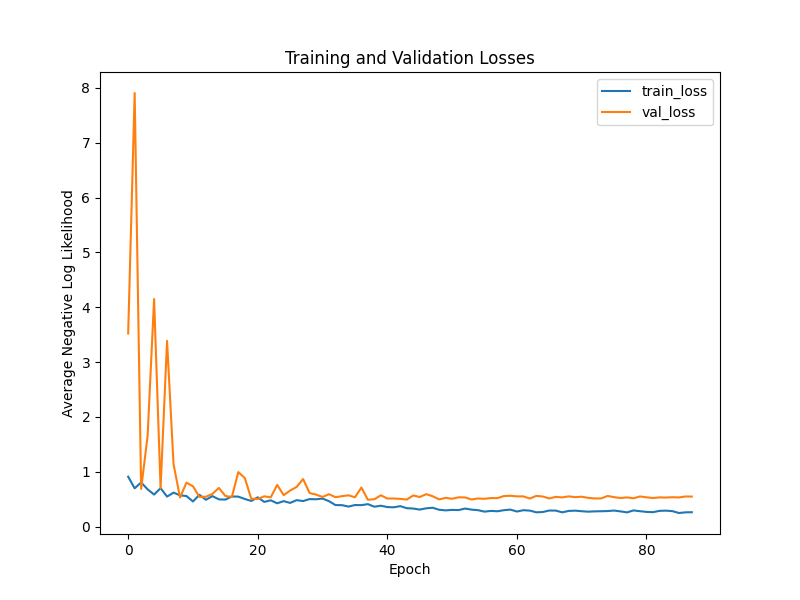 Training and Validation Losses
train_loss
val_loss
Average Negative Log Likelihood
8
7
6
5
4
3
2
1
0
0 20 40 60 80
Epoch